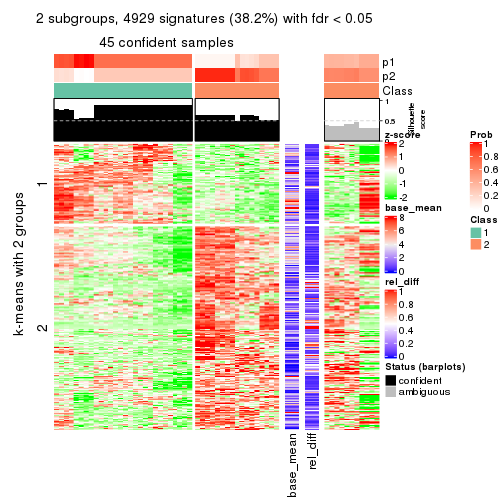 2 subgroups, 4929 signatures (38.2%) with fdr < 0.05
45 confident samples
p1
p2
Class
1
0.5
0
Silhouette
score
k-means with 2 groups
1
2
base_mean
rel_diff
z-score
2
1
0
-1
-2
base_mean
8
6
4
2
0
rel_diff
1
0.8
0.6
0.4
0.2
0
Status (barplots)
confident
ambiguous
Prob
1
0.8
0.6
0.4
0.2
0
Class
1
2